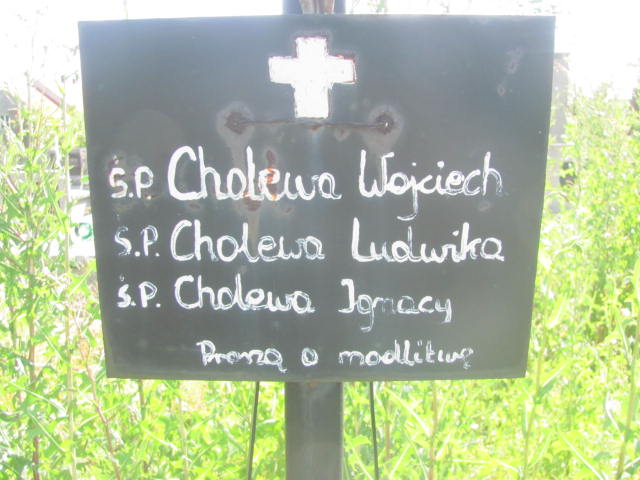 Ś.P. Cholewa Wojciech
Ś.P. Cholewa Ludwika
Ś.P. Cholewa Ignacy
Proszą o modlitwę